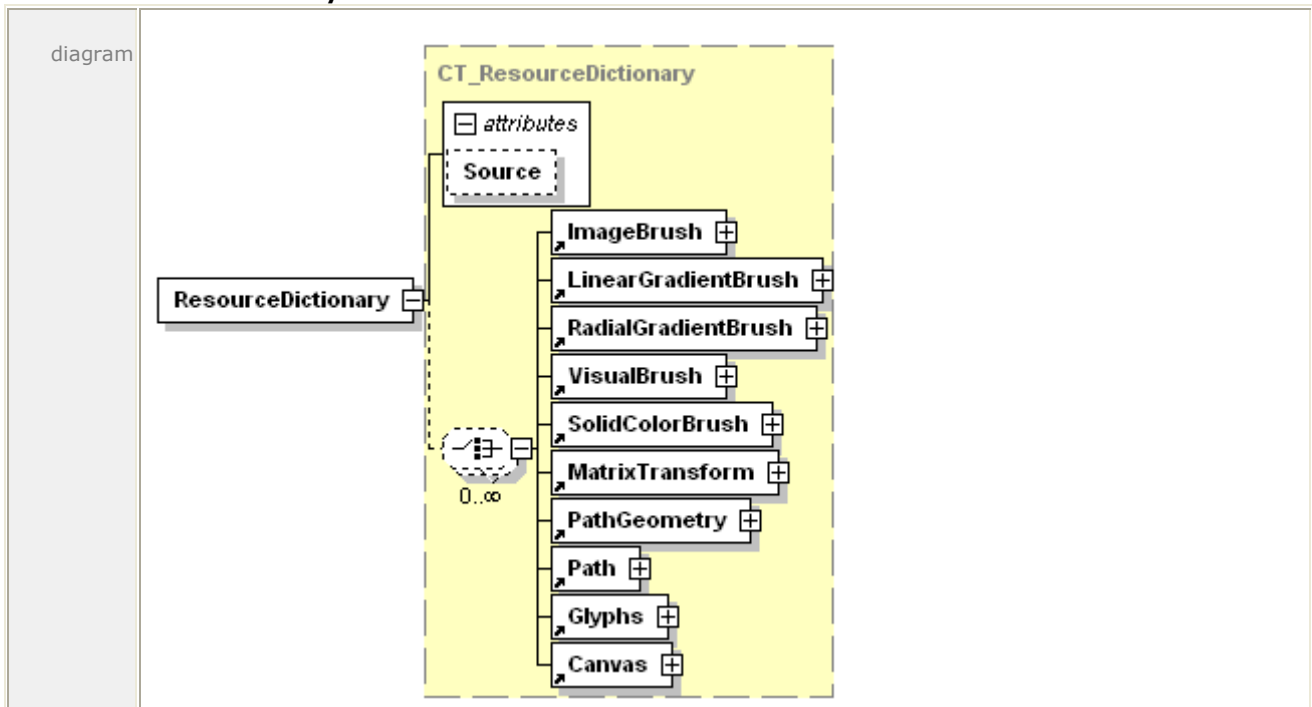 diagram
CT_ResourceDictionary
attributes
Source
ResourceDictionary
ImageBrush
LinearGradientBrush
RadialGradientBrush
VisualBrush
SolidColorBrush
MatrixTransform
0..∞
PathGeometry
Path
Glyphs
Canvas